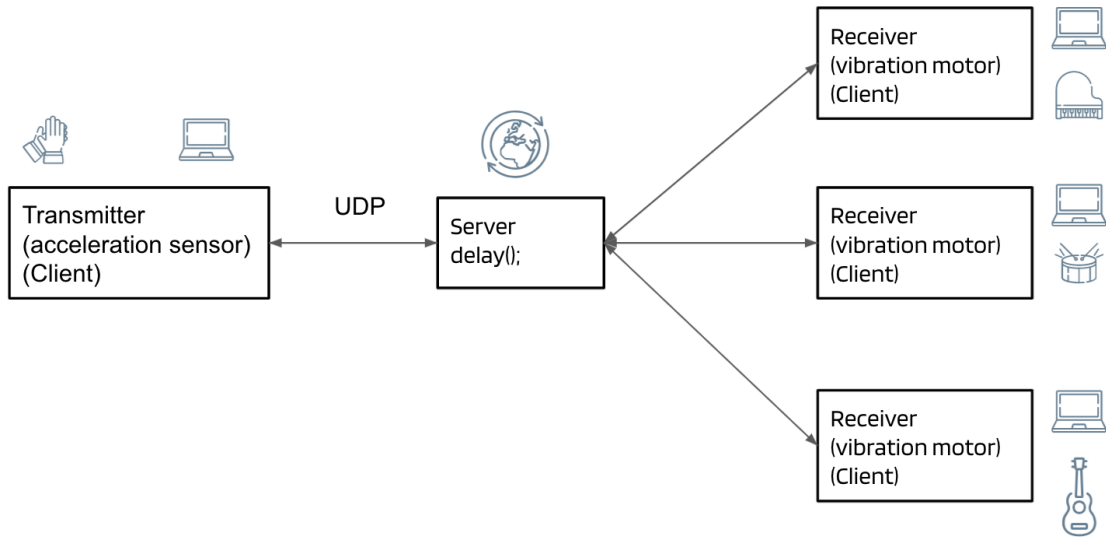 Receiver
(vibration motor)
(Client)
Transmitter
(acceleration sensor)
(Client)
UDP
Server
delay();
Receiver
(vibration motor)
(Client)
Receiver
(vibration motor)
(Client)